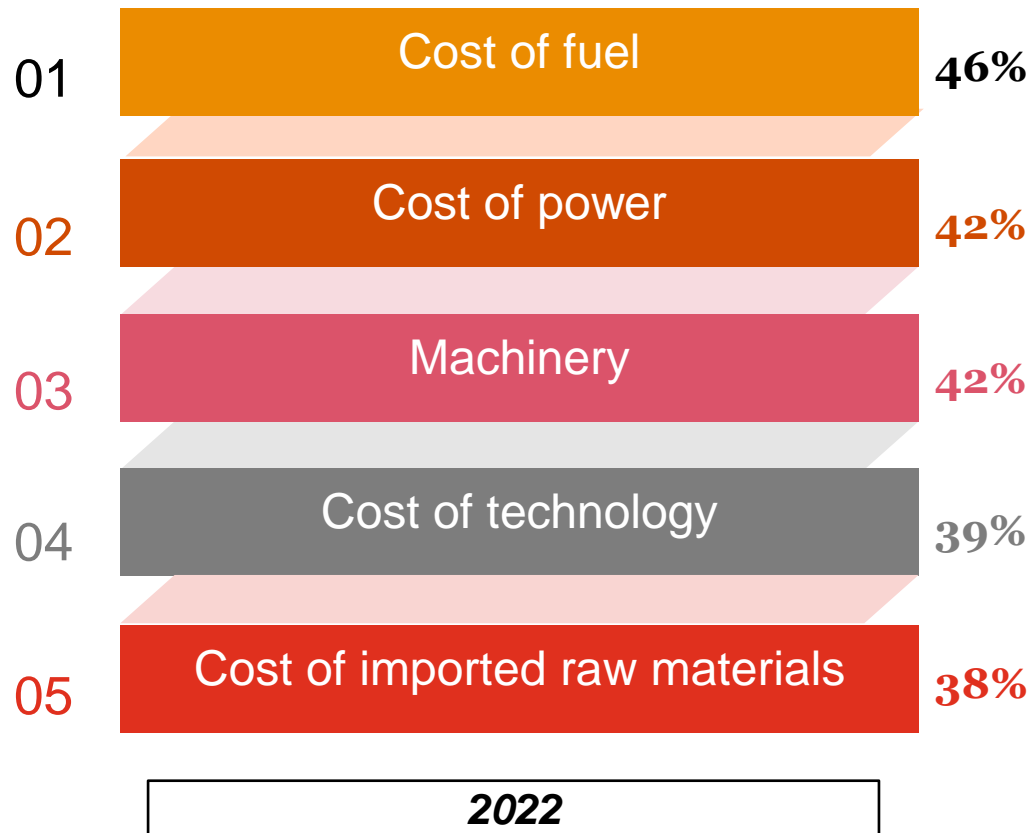 01 Cost of fuel 46%
02 Cost of power 42%
03 Machinery 42%
04 Cost of technology 39%
05 Cost of imported raw materials 38%
2022